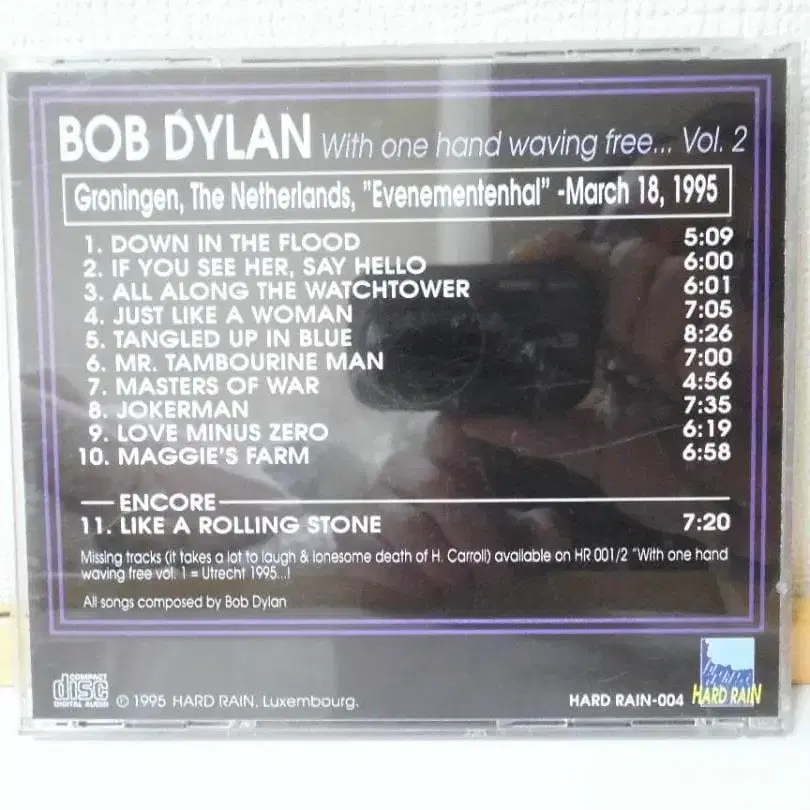 BOB DYLAN With one hand waving free... Vol. 2
Groningen, The Netherlands, "Evenementenhal" -March 18, 1995
1. DOWN IN THE FLOOD 5:09
2. IF YOU SEE HER, SAY HELLO 6:00
3. ALL ALONG THE WATCHTOWER 6:01
4. JUST LIKE A WOMAN 7:05
5. TANGLED UP IN BLUE 8:26
6. MR. TAMBOURINE MAN 7:00
7. MASTERS OF WAR 4:56
8. JOKERMAN 7:35
9. LOVE MINUS ZERO 6:19
10. MAGGIE'S FARM 6:58
ENCORE
11. LIKE A ROLLING STONE 7:20
Missing tracks (it takes a lot to laugh & lonesome death of H. Carroll) available on HR 001/2 "With one hand
waving free vol. 1 = Utrecht 1995...!
All songs composed by Bob Dylan
COMPACT
disc
DIGITAL AUDIO
℗ 1995 HARD RAIN, Luxembourg.
HARD RAIN-004
HARD RAIN